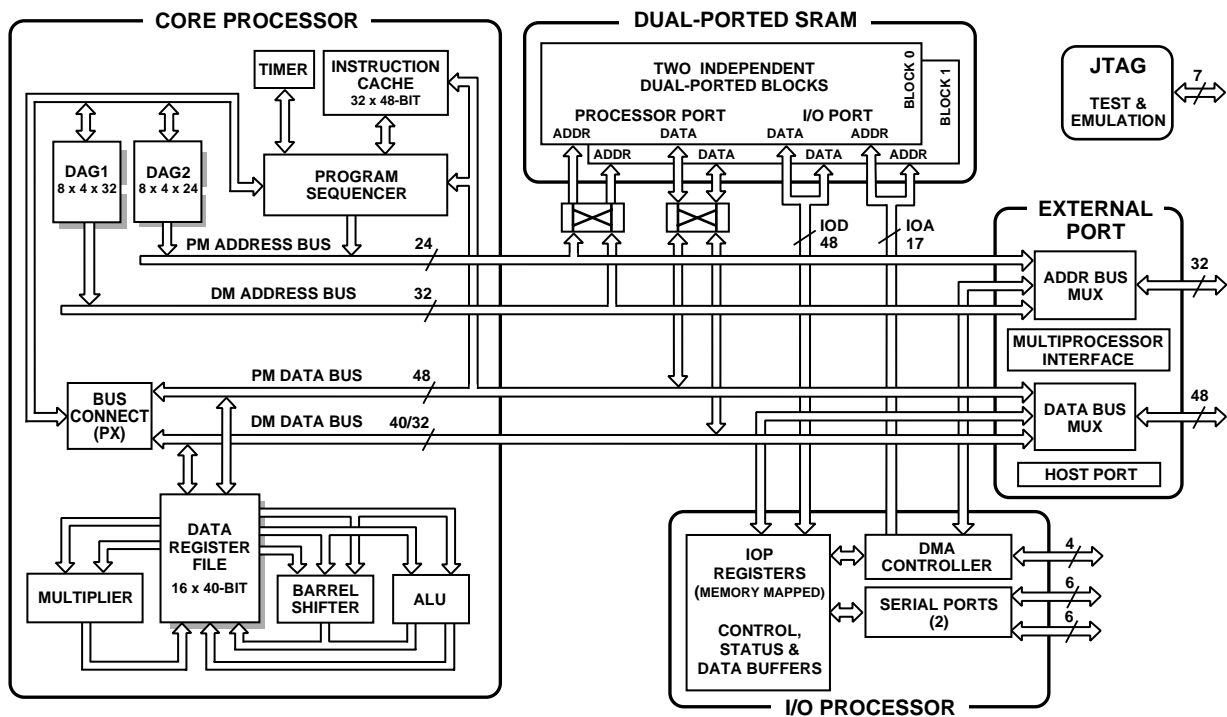 CORE PROCESSOR
TIMER
INSTRUCTION
CACHE
32 x 48-BIT
DAG1
8 x 4 x 32
DAG2
8 x 4 x 24
PROGRAM
SEQUENCER
PM ADDRESS BUS
24
DM ADDRESS BUS
32
PM DATA BUS
48
BUS
CONNECT
(PX)
DM DATA BUS
40/32
DATA
REGISTER
FILE
16 x 40-BIT
MULTIPLIER
BARREL
SHIFTER
ALU
DUAL-PORTED SRAM
TWO INDEPENDENT
DUAL-PORTED BLOCKS
BLOCK 0
BLOCK 1
PROCESSOR PORT
I/O PORT
ADDR
DATA
DATA
ADDR
ADDR
DATA
DATA
ADDR
IOD
48
IOA
17
JTAG
TEST &
EMULATION
7
EXTERNAL
PORT
ADDR BUS
MUX
32
MULTIPROCESSOR
INTERFACE
DATA BUS
MUX
48
HOST PORT
IOP
REGISTERS
(MEMORY MAPPED)
CONTROL,
STATUS &
DATA BUFFERS
DMA
CONTROLLER
4
SERIAL PORTS
(2)
6
6
I/O PROCESSOR